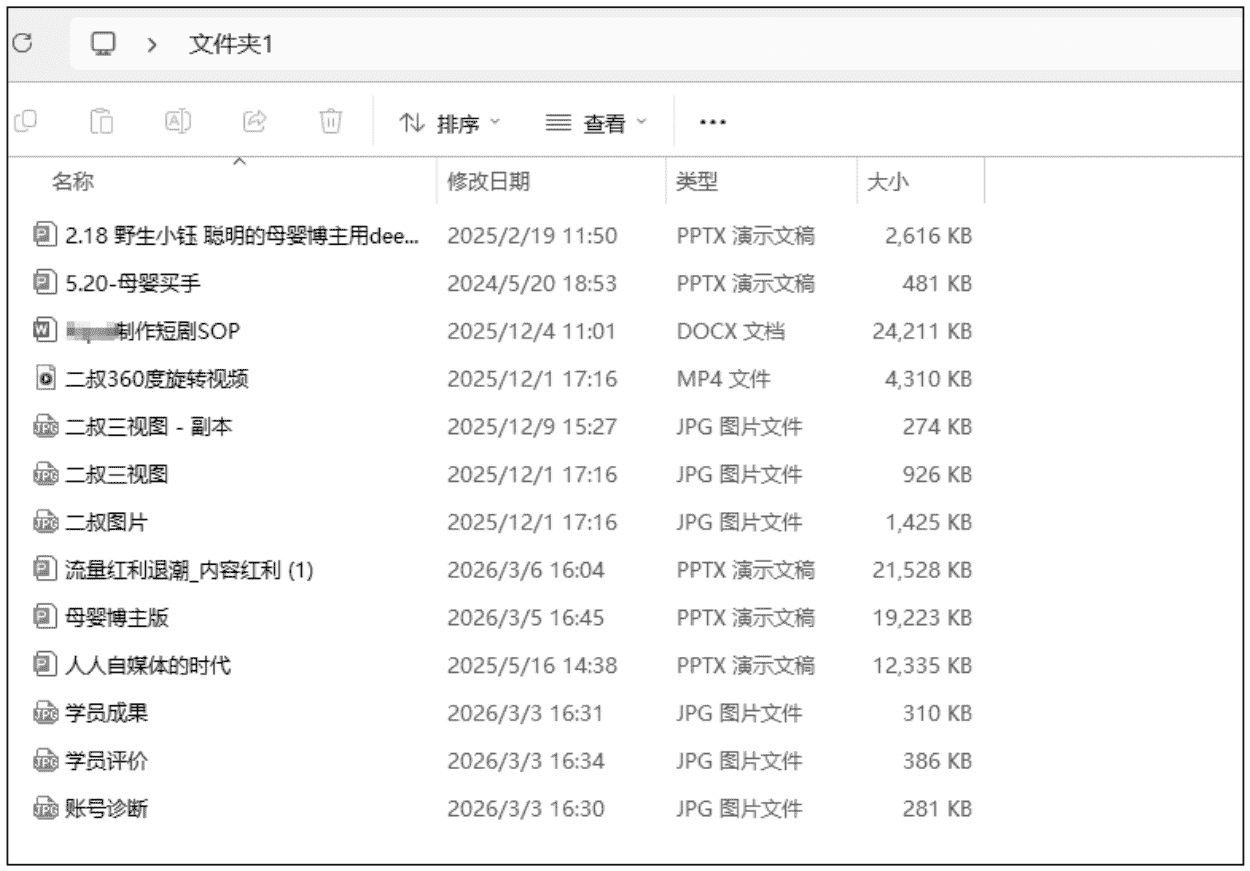 文件夹1
排序 查看
名称 修改日期 类型 大小
2.18 野生小钰 聪明的母婴博主用dee... 2025/2/19 11:50 PPTX 演示文稿 2,616 KB
5.20-母婴买手 2024/5/20 18:53 PPTX 演示文稿 481 KB
制作短剧SOP 2025/12/4 11:01 DOCX 文档 24,211 KB
二叔360度旋转视频 2025/12/1 17:16 MP4 文件 4,310 KB
二叔三视图 - 副本 2025/12/9 15:27 JPG 图片文件 274 KB
二叔三视图 2025/12/1 17:16 JPG 图片文件 926 KB
二叔图片 2025/12/1 17:16 JPG 图片文件 1,425 KB
流量红利退潮_内容红利 (1) 2026/3/6 16:04 PPTX 演示文稿 21,528 KB
母婴博主版 2026/3/5 16:45 PPTX 演示文稿 19,223 KB
人人自媒体的时代 2025/5/16 14:38 PPTX 演示文稿 12,335 KB
学员成果 2026/3/3 16:31 JPG 图片文件 310 KB
学员评价 2026/3/3 16:34 JPG 图片文件 386 KB
账号诊断 2026/3/3 16:30 JPG 图片文件 281 KB